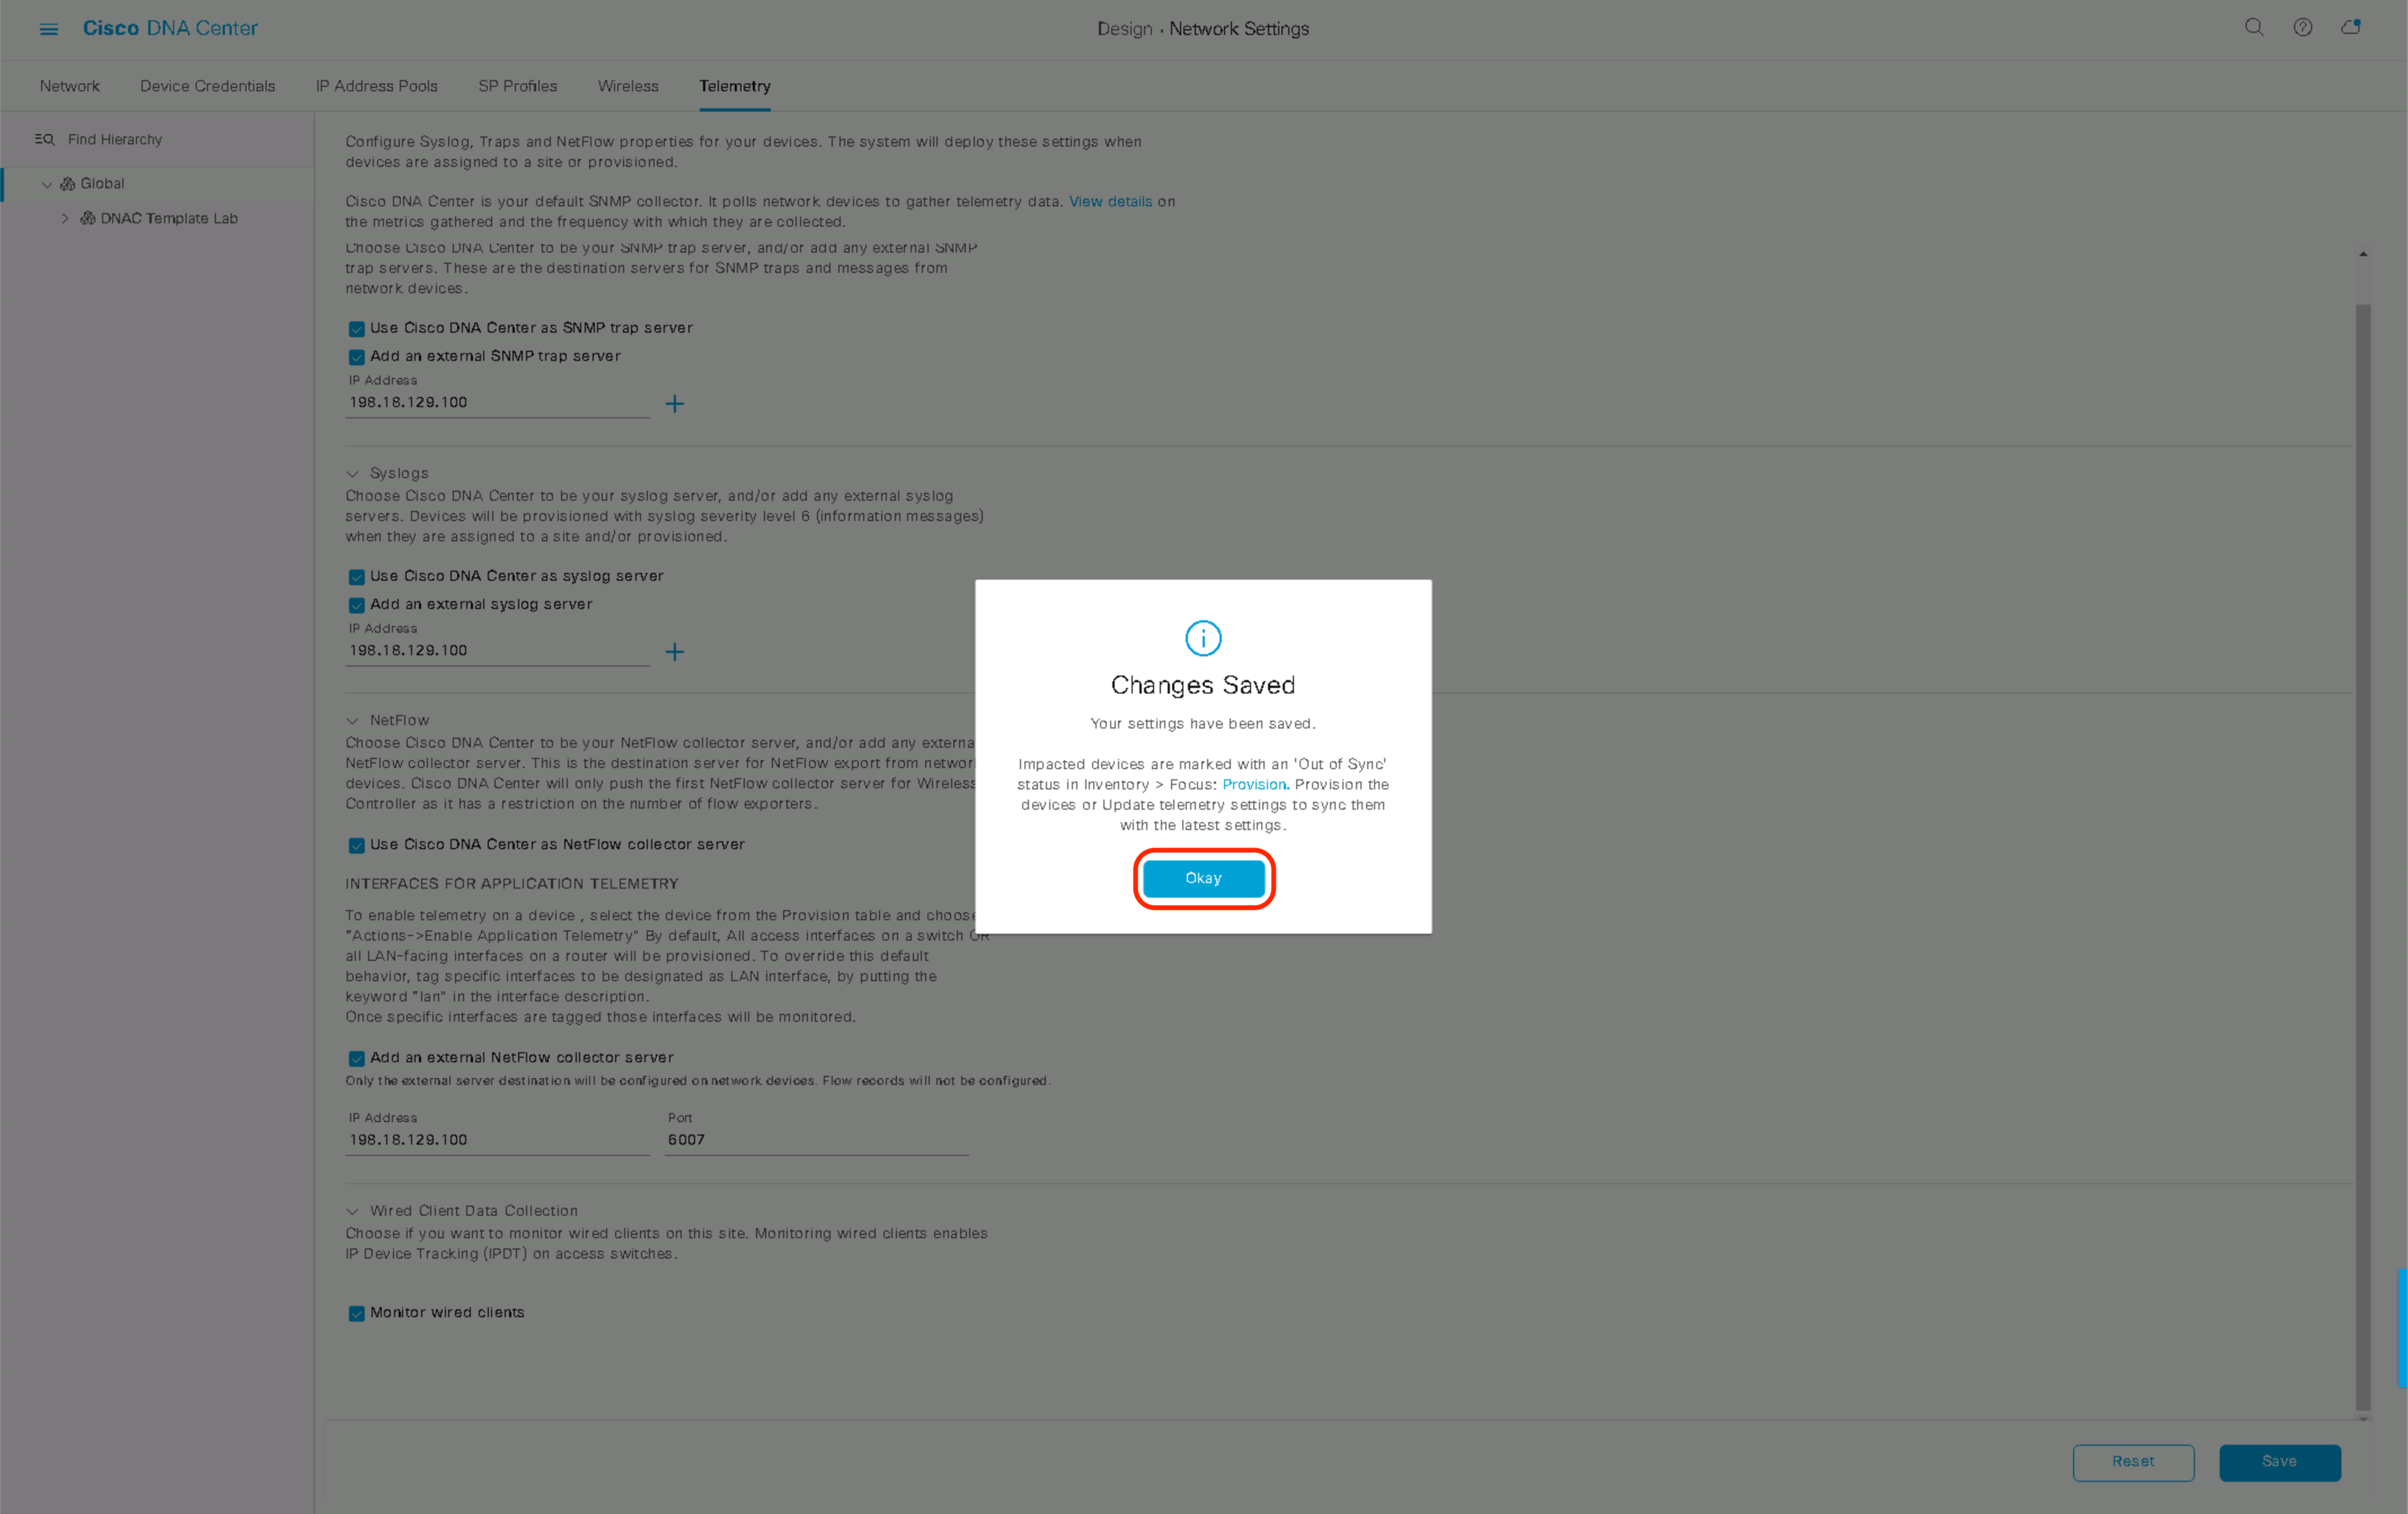 Cisco DNA Center
Design · Network Settings
Network
Device Credentials
IP Address Pools
SP Profiles
Wireless
Telemetry
Find Hierarchy
Global
DNAC Template Lab
Configure Syslog, Traps and NetFlow properties for your devices. The system will deploy these settings when
devices are assigned to a site or provisioned.
Cisco DNA Center is your default SNMP collector. It polls network devices to gather telemetry data. View details on
the metrics gathered and the frequency with which they are collected.
Choose Cisco DNA Center to be your SNMP trap server, and/or add any external SNMP
trap servers. These are the destination servers for SNMP traps and messages from
network devices.
Use Cisco DNA Center as SNMP trap server
Add an external SNMP trap server
IP Address
198.18.129.100
Syslogs
Choose Cisco DNA Center to be your syslog server, and/or add any external syslog
servers. Devices will be provisioned with syslog severity level 6 (information messages)
when they are assigned to a site and/or provisioned.
Use Cisco DNA Center as syslog server
Add an external syslog server
IP Address
198.18.129.100
NetFlow
Choose Cisco DNA Center to be your NetFlow collector server, and/or add any externa
NetFlow collector server. This is the destination server for NetFlow export from networ
devices. Cisco DNA Center will only push the first NetFlow collector server for Wireless
Controller as it has a restriction on the number of flow exporters.
Use Cisco DNA Center as NetFlow collector server
INTERFACES FOR APPLICATION TELEMETRY
To enable telemetry on a device , select the device from the Provision table and choose
"Actions->Enable Application Telemetry" By default, All access interfaces on a switch OR
all LAN-facing interfaces on a router will be provisioned. To override this default
behavior, tag specific interfaces to be designated as LAN interface, by putting the
keyword "lan" in the interface description.
Once specific interfaces are tagged those interfaces will be monitored.
Add an external NetFlow collector server
Only the external server destination will be configured on network devices. Flow records will not be configured.
IP Address
198.18.129.100
Port
6007
Wired Client Data Collection
Choose if you want to monitor wired clients on this site. Monitoring wired clients enables
IP Device Tracking (IPDT) on access switches.
Monitor wired clients
Changes Saved
Your settings have been saved.
Impacted devices are marked with an 'Out of Sync'
status in Inventory > Focus: Provision. Provision the
devices or Update telemetry settings to sync them
with the latest settings.
Okay
Reset
Save